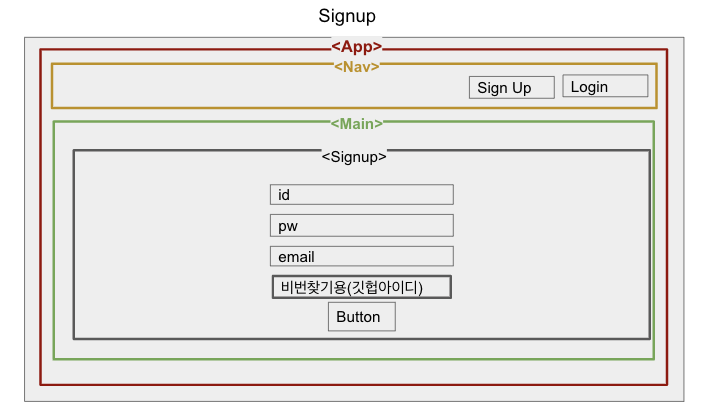 Signup
<App>
<Nav>
Sign Up
Login
<Main>
<Signup>
id
pw
email
비번찾기용(깃헙아이디)
Button